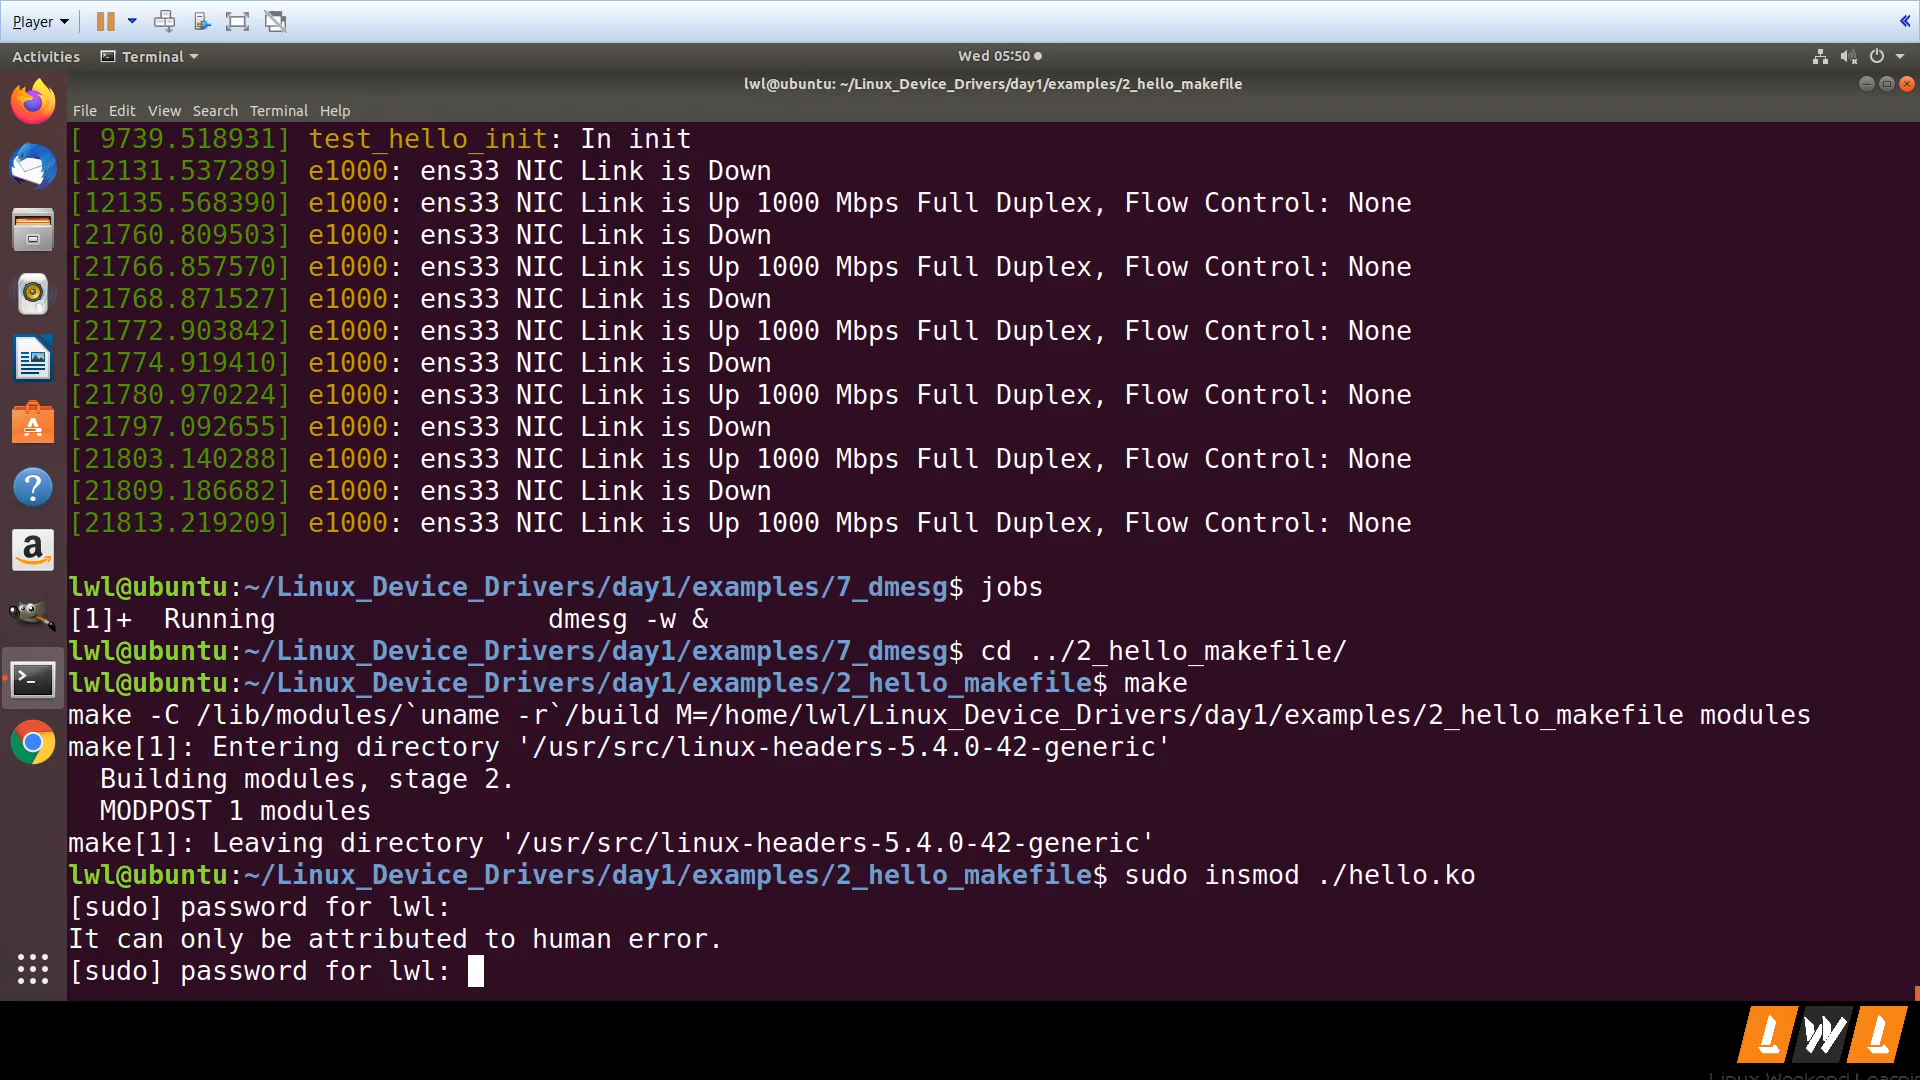 Player
Activities Terminal Wed 05:50
lwl@ubuntu: ~/Linux_Device_Drivers/day1/examples/2_hello_makefile
File Edit View Search Terminal Help
[ 9739.518931] test_hello_init: In init
[12131.537289] e1000: ens33 NIC Link is Down
[12135.568390] e1000: ens33 NIC Link is Up 1000 Mbps Full Duplex, Flow Control: None
[21760.809503] e1000: ens33 NIC Link is Down
[21766.857570] e1000: ens33 NIC Link is Up 1000 Mbps Full Duplex, Flow Control: None
[21768.871527] e1000: ens33 NIC Link is Down
[21772.903842] e1000: ens33 NIC Link is Up 1000 Mbps Full Duplex, Flow Control: None
[21774.919410] e1000: ens33 NIC Link is Down
[21780.970224] e1000: ens33 NIC Link is Up 1000 Mbps Full Duplex, Flow Control: None
[21797.092655] e1000: ens33 NIC Link is Down
[21803.140288] e1000: ens33 NIC Link is Up 1000 Mbps Full Duplex, Flow Control: None
[21809.186682] e1000: ens33 NIC Link is Down
[21813.219209] e1000: ens33 NIC Link is Up 1000 Mbps Full Duplex, Flow Control: None
lwl@ubuntu:~/Linux_Device_Drivers/day1/examples/7_dmesg$ jobs
[1]+  Running                 dmesg -w &
lwl@ubuntu:~/Linux_Device_Drivers/day1/examples/7_dmesg$ cd ../2_hello_makefile/
lwl@ubuntu:~/Linux_Device_Drivers/day1/examples/2_hello_makefile$ make
make -C /lib/modules/`uname -r`/build M=/home/lwl/Linux_Device_Drivers/day1/examples/2_hello_makefile modules
make[1]: Entering directory '/usr/src/linux-headers-5.4.0-42-generic'
  Building modules, stage 2.
  MODPOST 1 modules
make[1]: Leaving directory '/usr/src/linux-headers-5.4.0-42-generic'
lwl@ubuntu:~/Linux_Device_Drivers/day1/examples/2_hello_makefile$ sudo insmod ./hello.ko
[sudo] password for lwl:
It can only be attributed to human error.
[sudo] password for lwl:
LWL